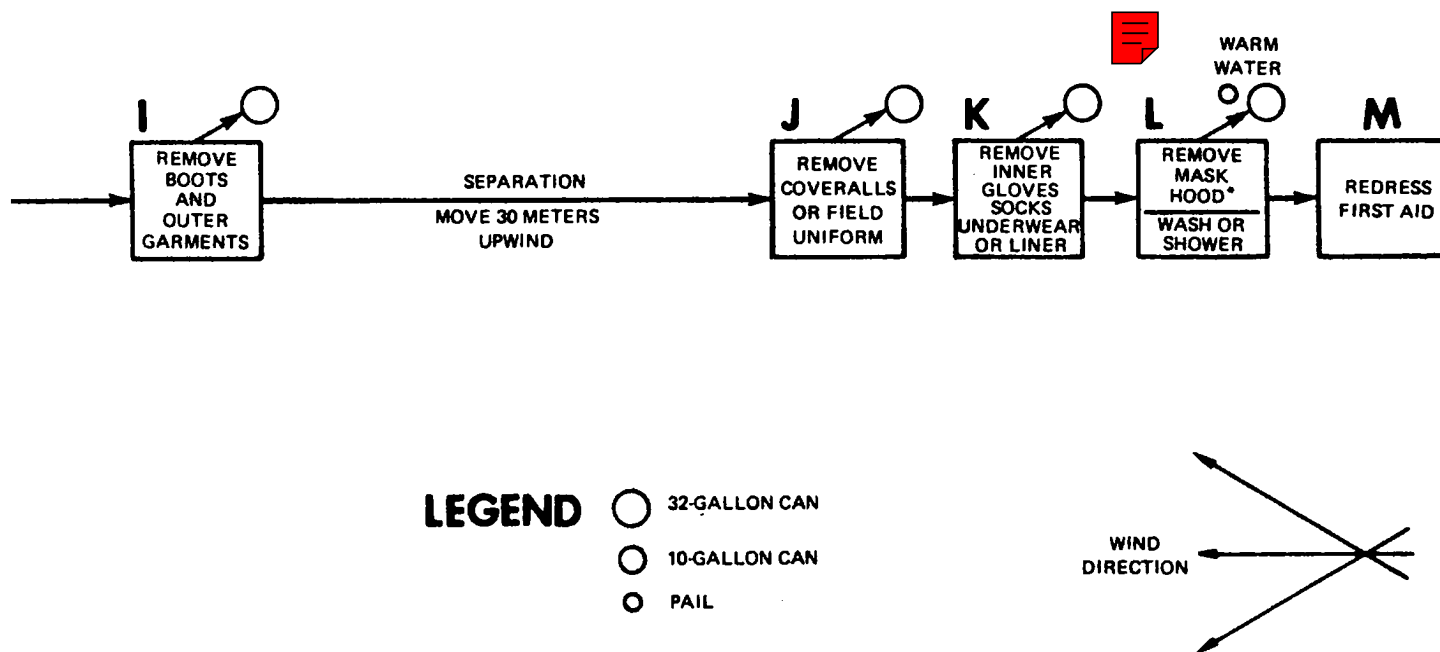 I
REMOVE
BOOTS
AND
OUTER
GARMENTS
SEPARATION
MOVE 30 METERS
UPWIND
J
REMOVE
COVERALLS
OR FIELD
UNIFORM
K
REMOVE
INNER
GLOVES
SOCKS
UNDERWEAR
OR LINER
L
WARM
WATER
REMOVE
MASK
HOOD*
WASH OR
SHOWER
M
REDRESS
FIRST AID
LEGEND
32-GALLON CAN
10-GALLON CAN
PAIL
WIND
DIRECTION